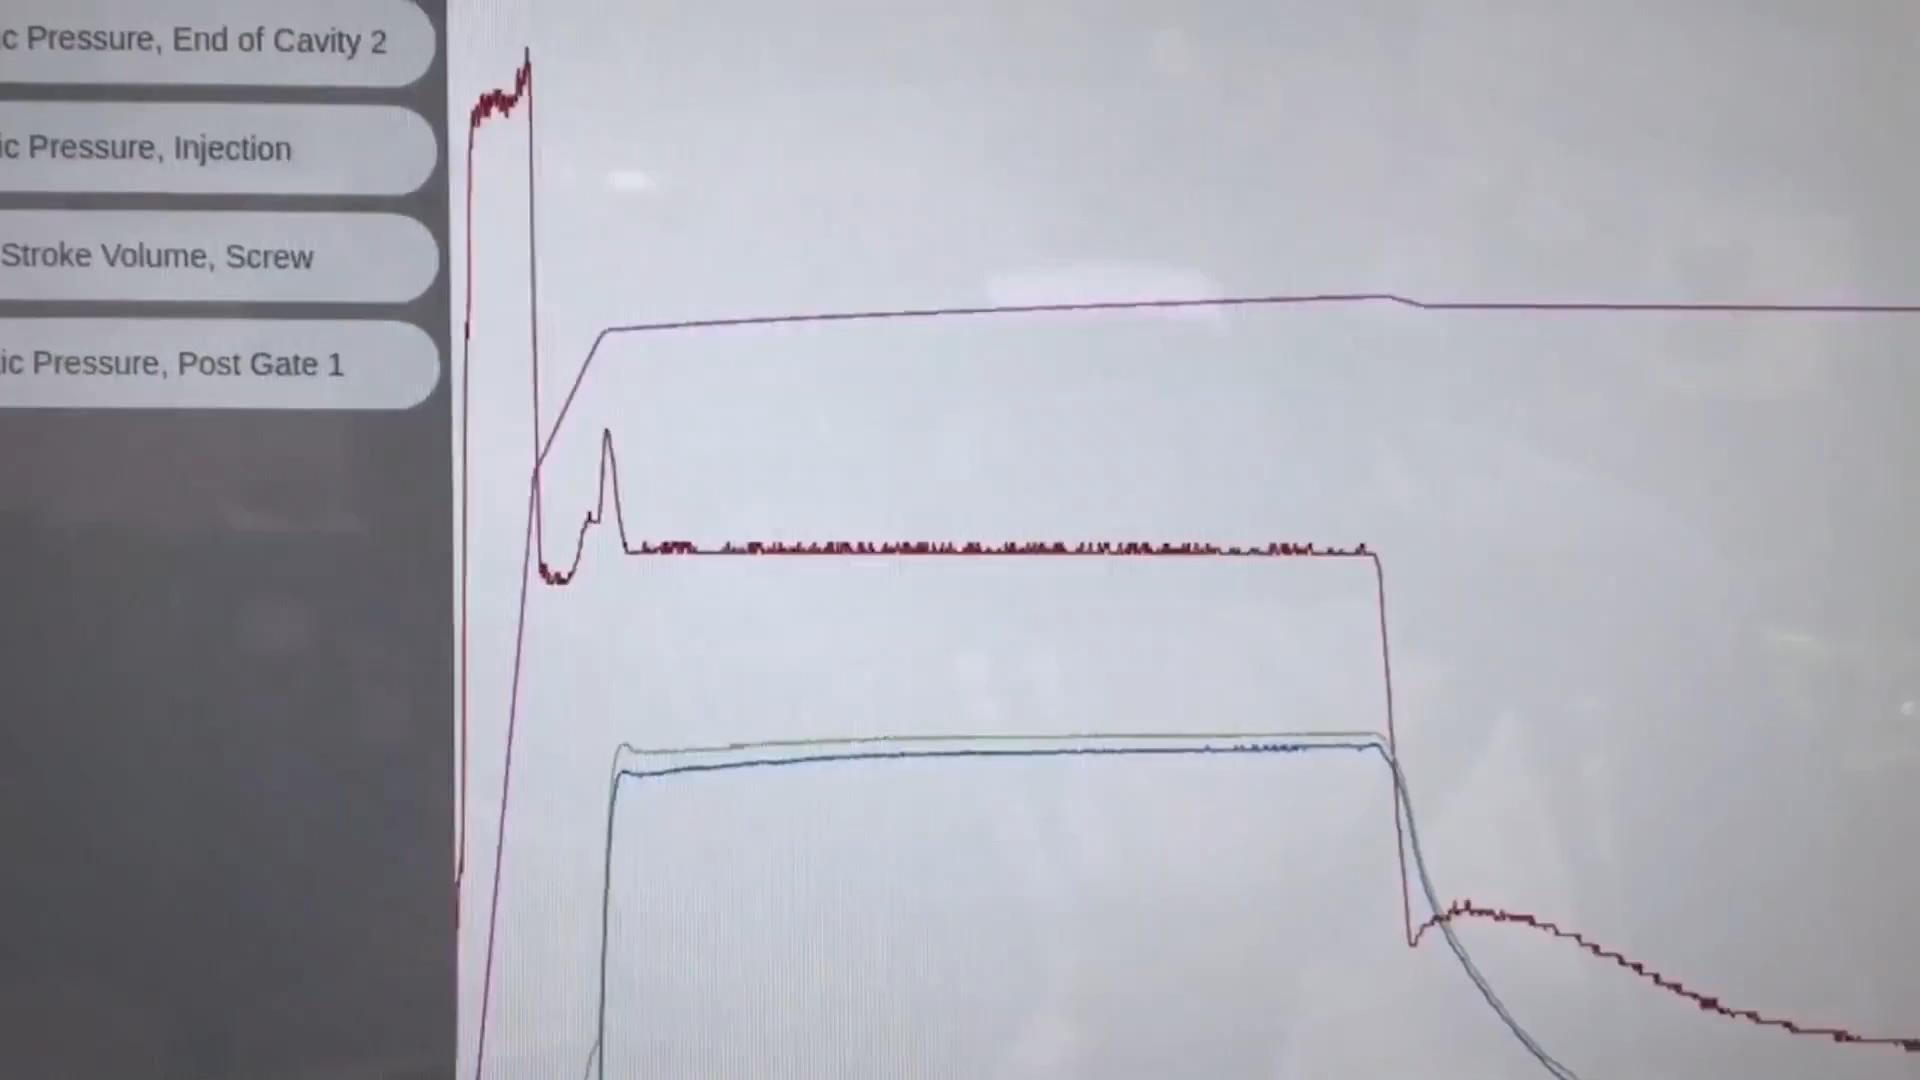 c Pressure, End of Cavity 2
ic Pressure, Injection
Stroke Volume, Screw
ic Pressure, Post Gate 1